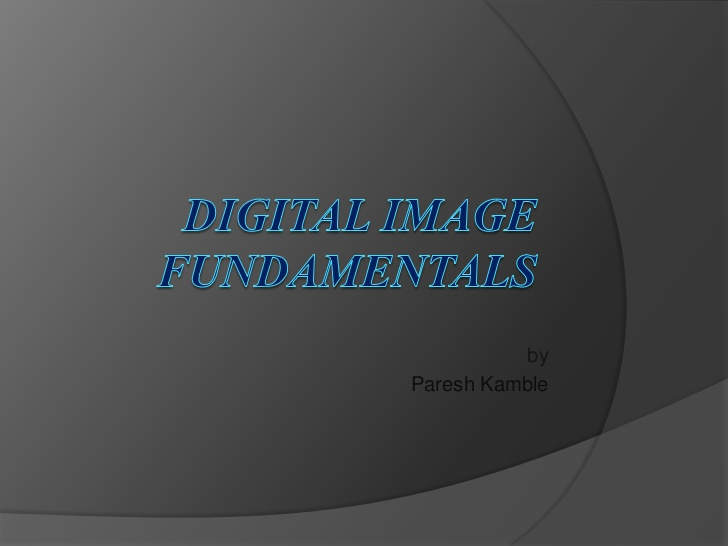 DIGITAL IMAGE
FUNDAMENTALS
by
Paresh Kamble